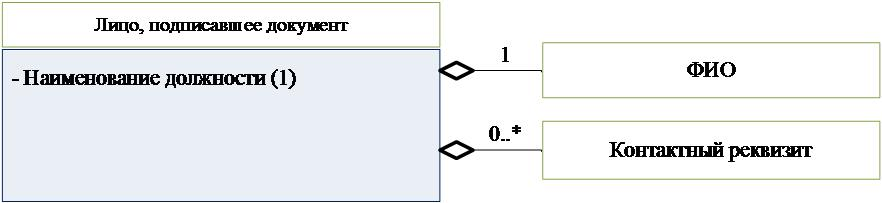 Лицо, подписавшее документ
- Наименование должности (1)
1
ФИО
0..*
Контактный реквизит